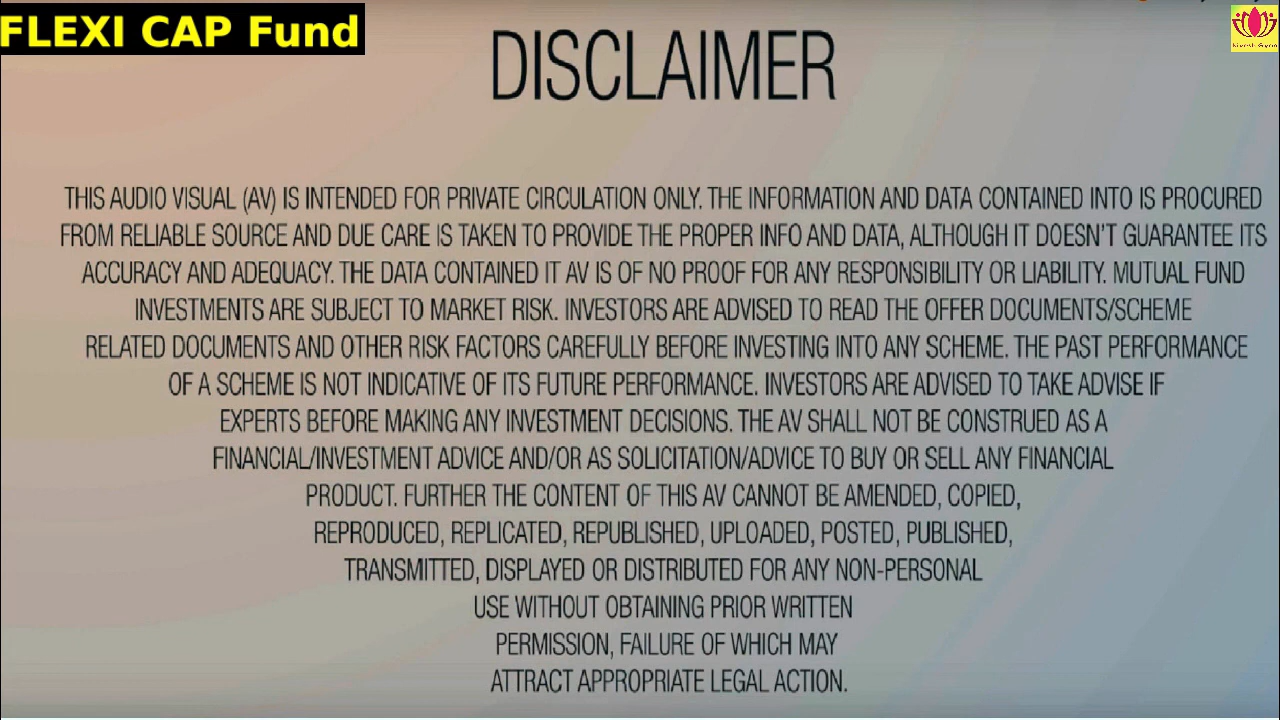 FLEXI CAP Fund
DISCLAIMER
THIS AUDIO VISUAL (AV) IS INTENDED FOR PRIVATE CIRCULATION ONLY. THE INFORMATION AND DATA CONTAINED INTO IS PROCURED
FROM RELIABLE SOURCE AND DUE CARE IS TAKEN TO PROVIDE THE PROPER INFO AND DATA, ALTHOUGH IT DOESN'T GUARANTEE ITS
ACCURACY AND ADEQUACY. THE DATA CONTAINED IT AV IS OF NO PROOF FOR ANY RESPONSIBILITY OR LIABILITY. MUTUAL FUND
INVESTMENTS ARE SUBJECT TO MARKET RISK. INVESTORS ARE ADVISED TO READ THE OFFER DOCUMENTS/SCHEME
RELATED DOCUMENTS AND OTHER RISK FACTORS CAREFULLY BEFORE INVESTING INTO ANY SCHEME. THE PAST PERFORMANCE
OF A SCHEME IS NOT INDICATIVE OF ITS FUTURE PERFORMANCE. INVESTORS ARE ADVISED TO TAKE ADVISE IF
EXPERTS BEFORE MAKING ANY INVESTMENT DECISIONS. THE AV SHALL NOT BE CONSTRUED AS A
FINANCIAL/INVESTMENT ADVICE AND/OR AS SOLICITATION/ADVICE TO BUY OR SELL ANY FINANCIAL
PRODUCT. FURTHER THE CONTENT OF THIS AV CANNOT BE AMENDED, COPIED,
REPRODUCED, REPLICATED, REPUBLISHED, UPLOADED, POSTED, PUBLISHED,
TRANSMITTED, DISPLAYED OR DISTRIBUTED FOR ANY NON-PERSONAL
USE WITHOUT OBTAINING PRIOR WRITTEN
PERMISSION, FAILURE OF WHICH MAY
ATTRACT APPROPRIATE LEGAL ACTION.